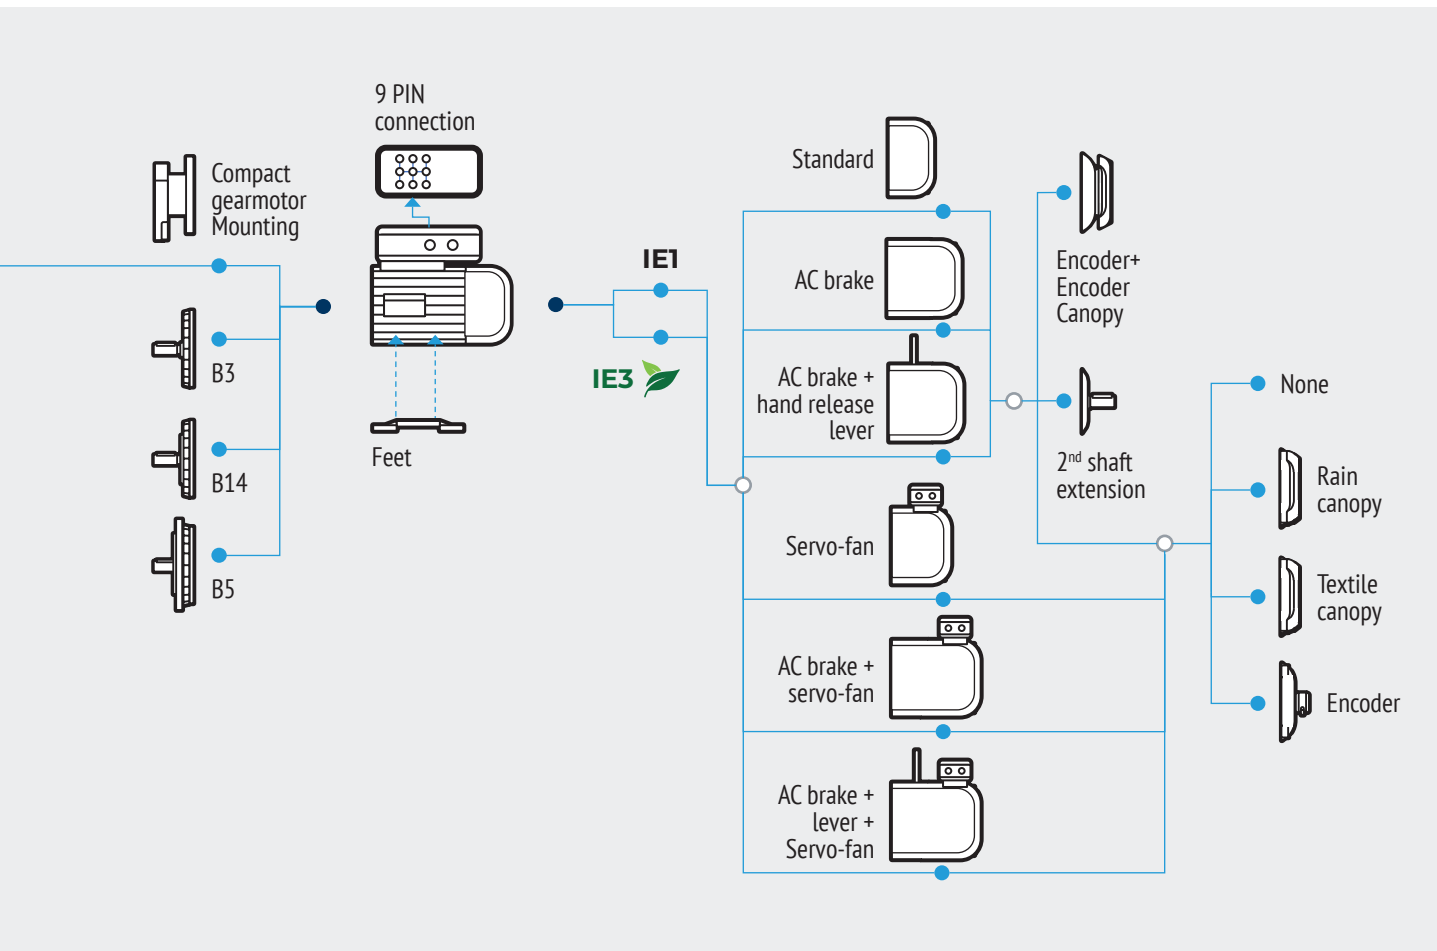 9 PIN
connection
Compact
gearmotor
Mounting
B3
B14
B5
Feet
IE1
IE3
Standard
AC brake
AC brake +
hand release
lever
Servo-fan
AC brake +
servo-fan
AC brake +
lever +
Servo-fan
Encoder+
Encoder
Canopy
2nd shaft
extension
None
Rain
canopy
Textile
canopy
Encoder